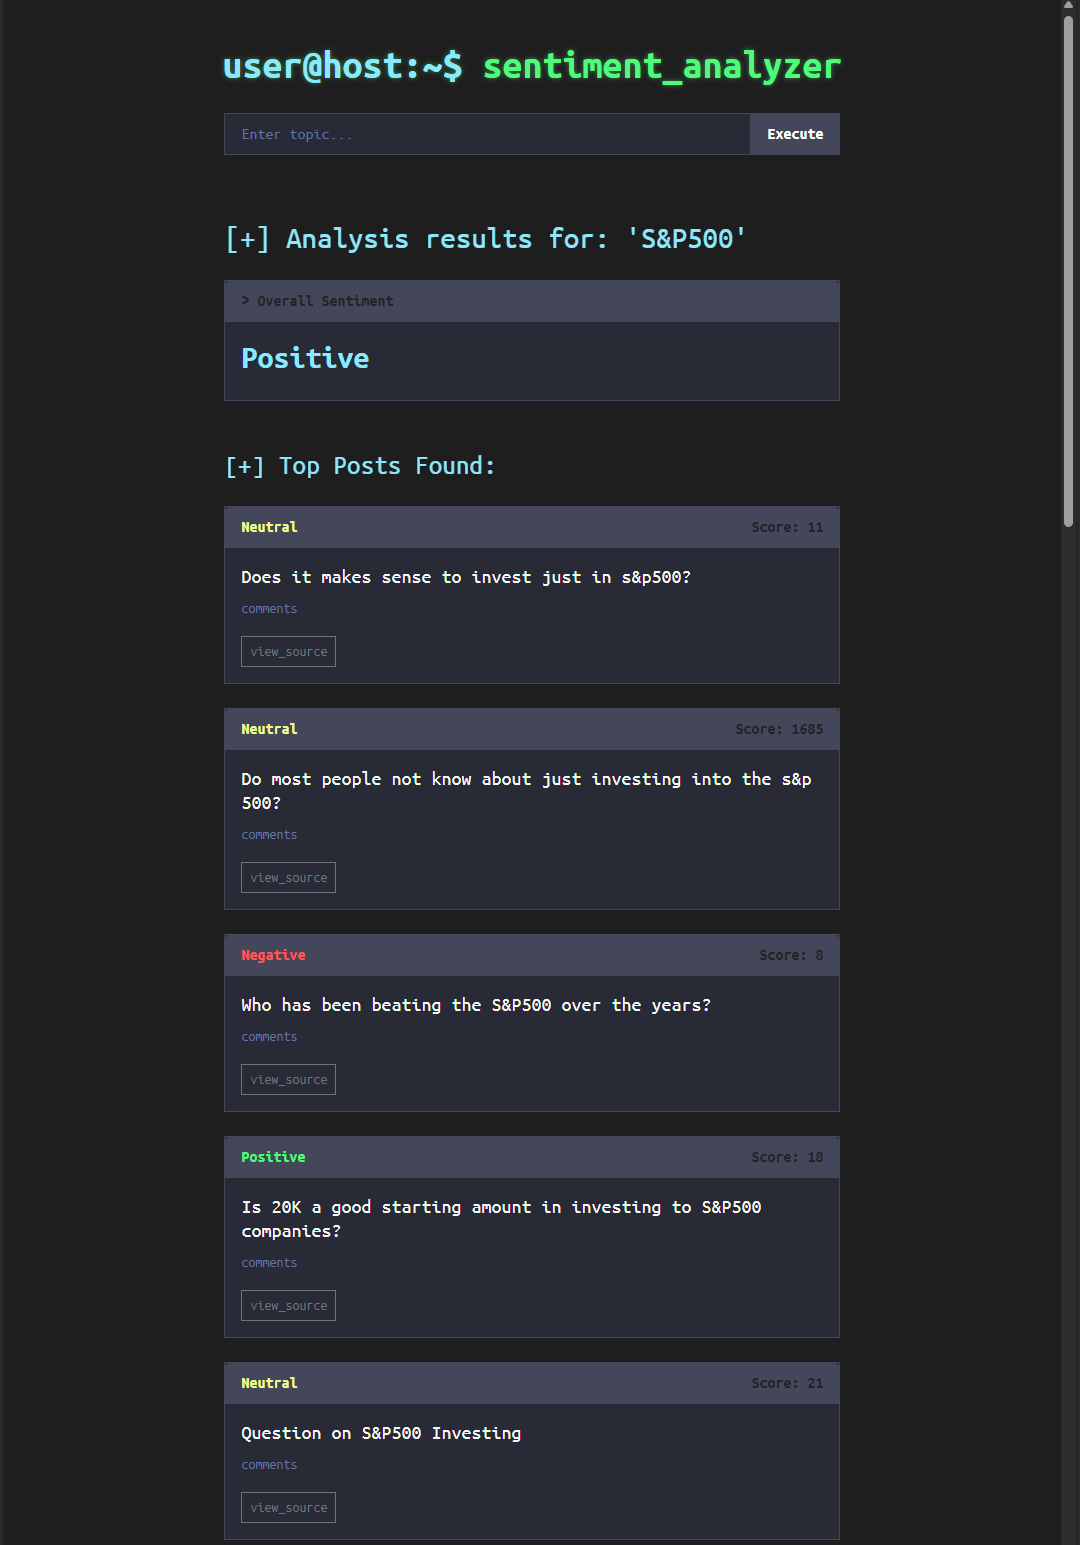 user@host:~$ sentiment_analyzer
Enter topic...
Execute
[+] Analysis results for: 'S&P500'
> Overall Sentiment
Positive
[+] Top Posts Found:
Neutral
Score: 11
Does it makes sense to invest just in s&p500?
comments
view_source
Neutral
Score: 1685
Do most people not know about just investing into the s&p
500?
comments
view_source
Negative
Score: 8
Who has been beating the S&P500 over the years?
comments
view_source
Positive
Score: 18
Is 20K a good starting amount in investing to S&P500
companies?
comments
view_source
Neutral
Score: 21
Question on S&P500 Investing
comments
view_source